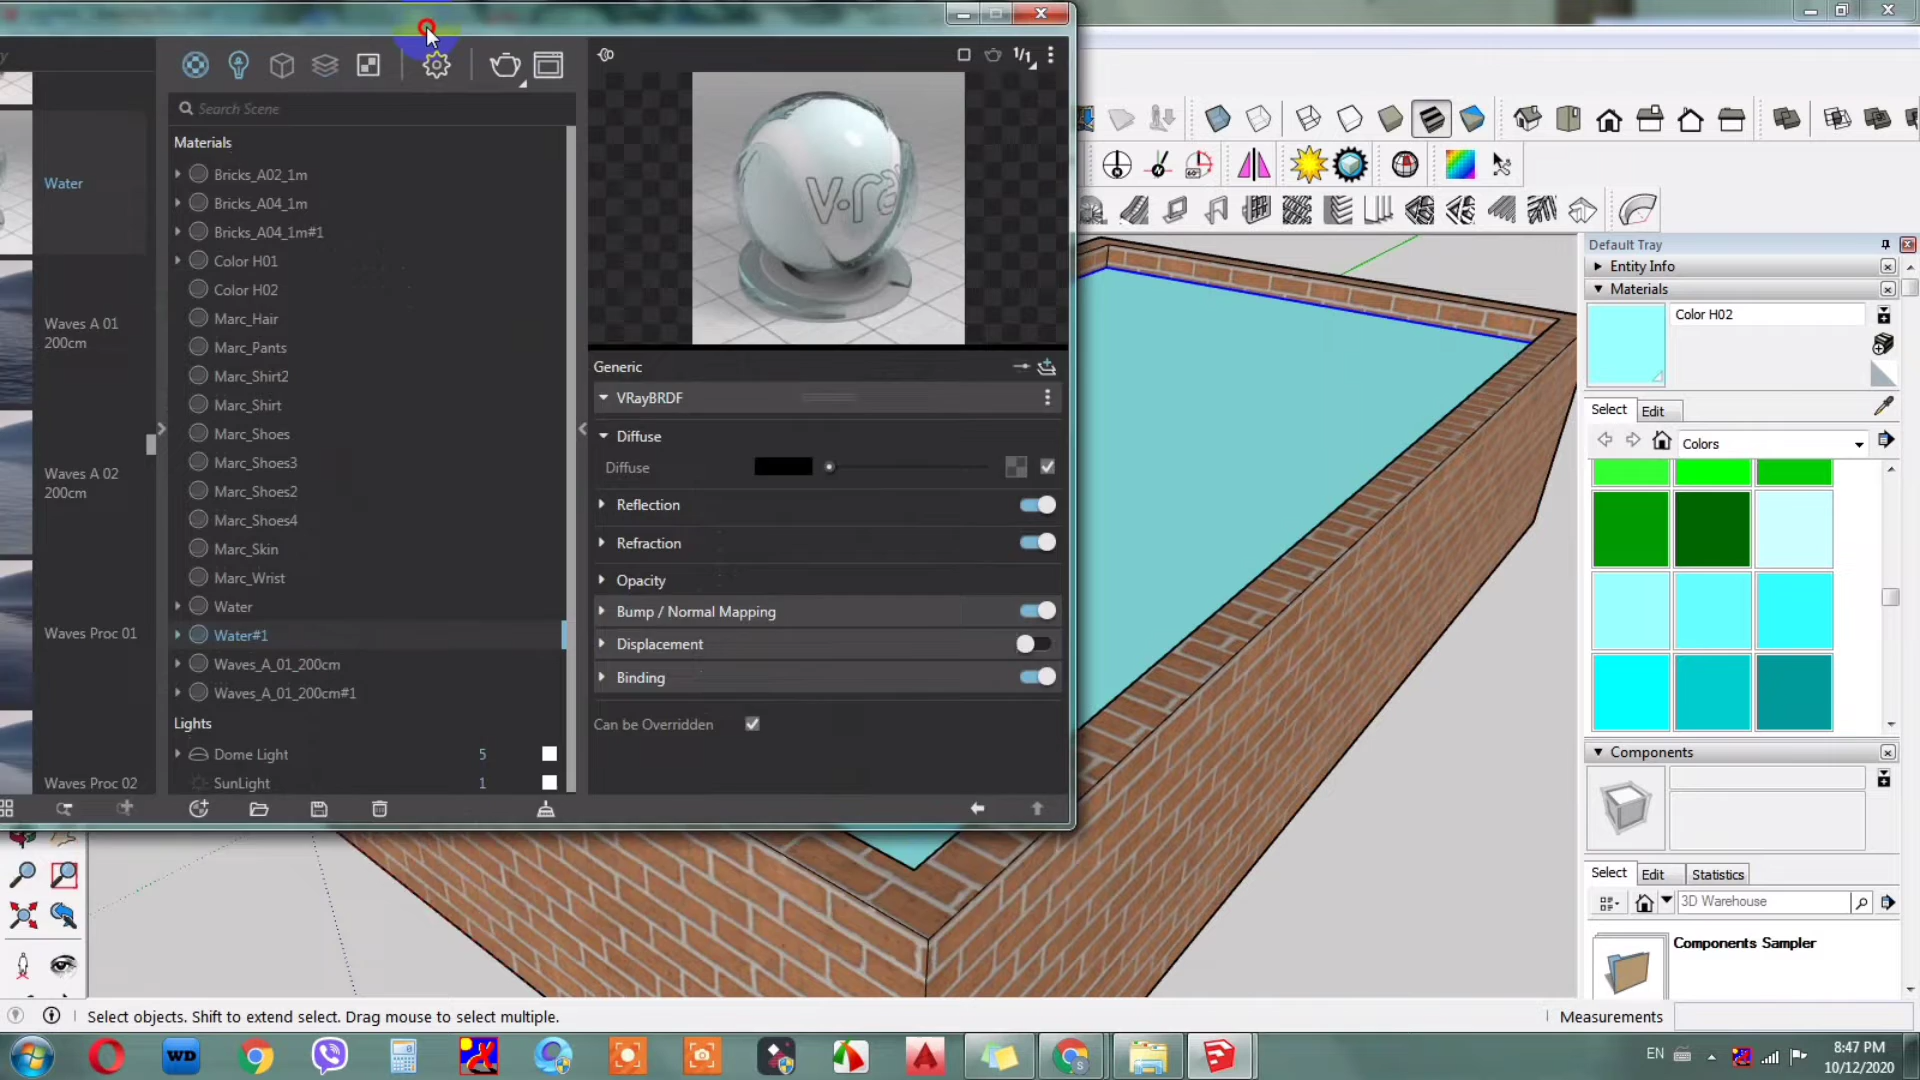 1/1
Search Scene
Materials
Bricks_A02_1m
Bricks_A04_1m
Bricks_A04_1m#1
Color H01
Color H02
Marc_Hair
Marc_Pants
Marc_Shirt2
Marc_Shirt
Marc_Shoes
Marc_Shoes3
Marc_Shoes2
Marc_Shoes4
Marc_Skin
Marc_Wrist
Water
Water#1
Waves_A_01_200cm
Waves_A_01_200cm#1
Lights
Dome Light 5
SunLight 1
Water
Waves A 01
200cm
Waves A 02
200cm
Waves Proc 01
Waves Proc 02
v·ra
Generic
VRayBRDF
Diffuse
Diffuse
Reflection
Refraction
Opacity
Bump / Normal Mapping
Displacement
Binding
Can be Overridden
Default Tray
Entity Info
Materials
Color H02
Select Edit
Colors
Components
Select Edit Statistics
3D Warehouse
Components Sampler
Select objects. Shift to extend select. Drag mouse to select multiple.
Measurements
WD
EN
8:47 PM
10/12/2020